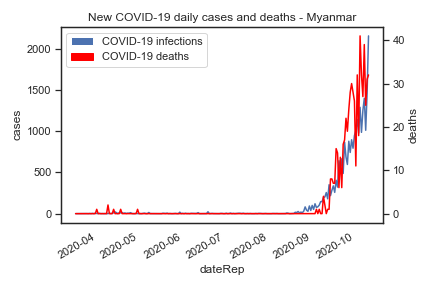 New COVID-19 daily cases and deaths - Myanmar
COVID-19 infections
COVID-19 deaths
cases
2000
1500
1000
500
0
deaths
40
30
20
10
0
2020-04
2020-05
2020-06
2020-07
2020-08
2020-09
2020-10
dateRep